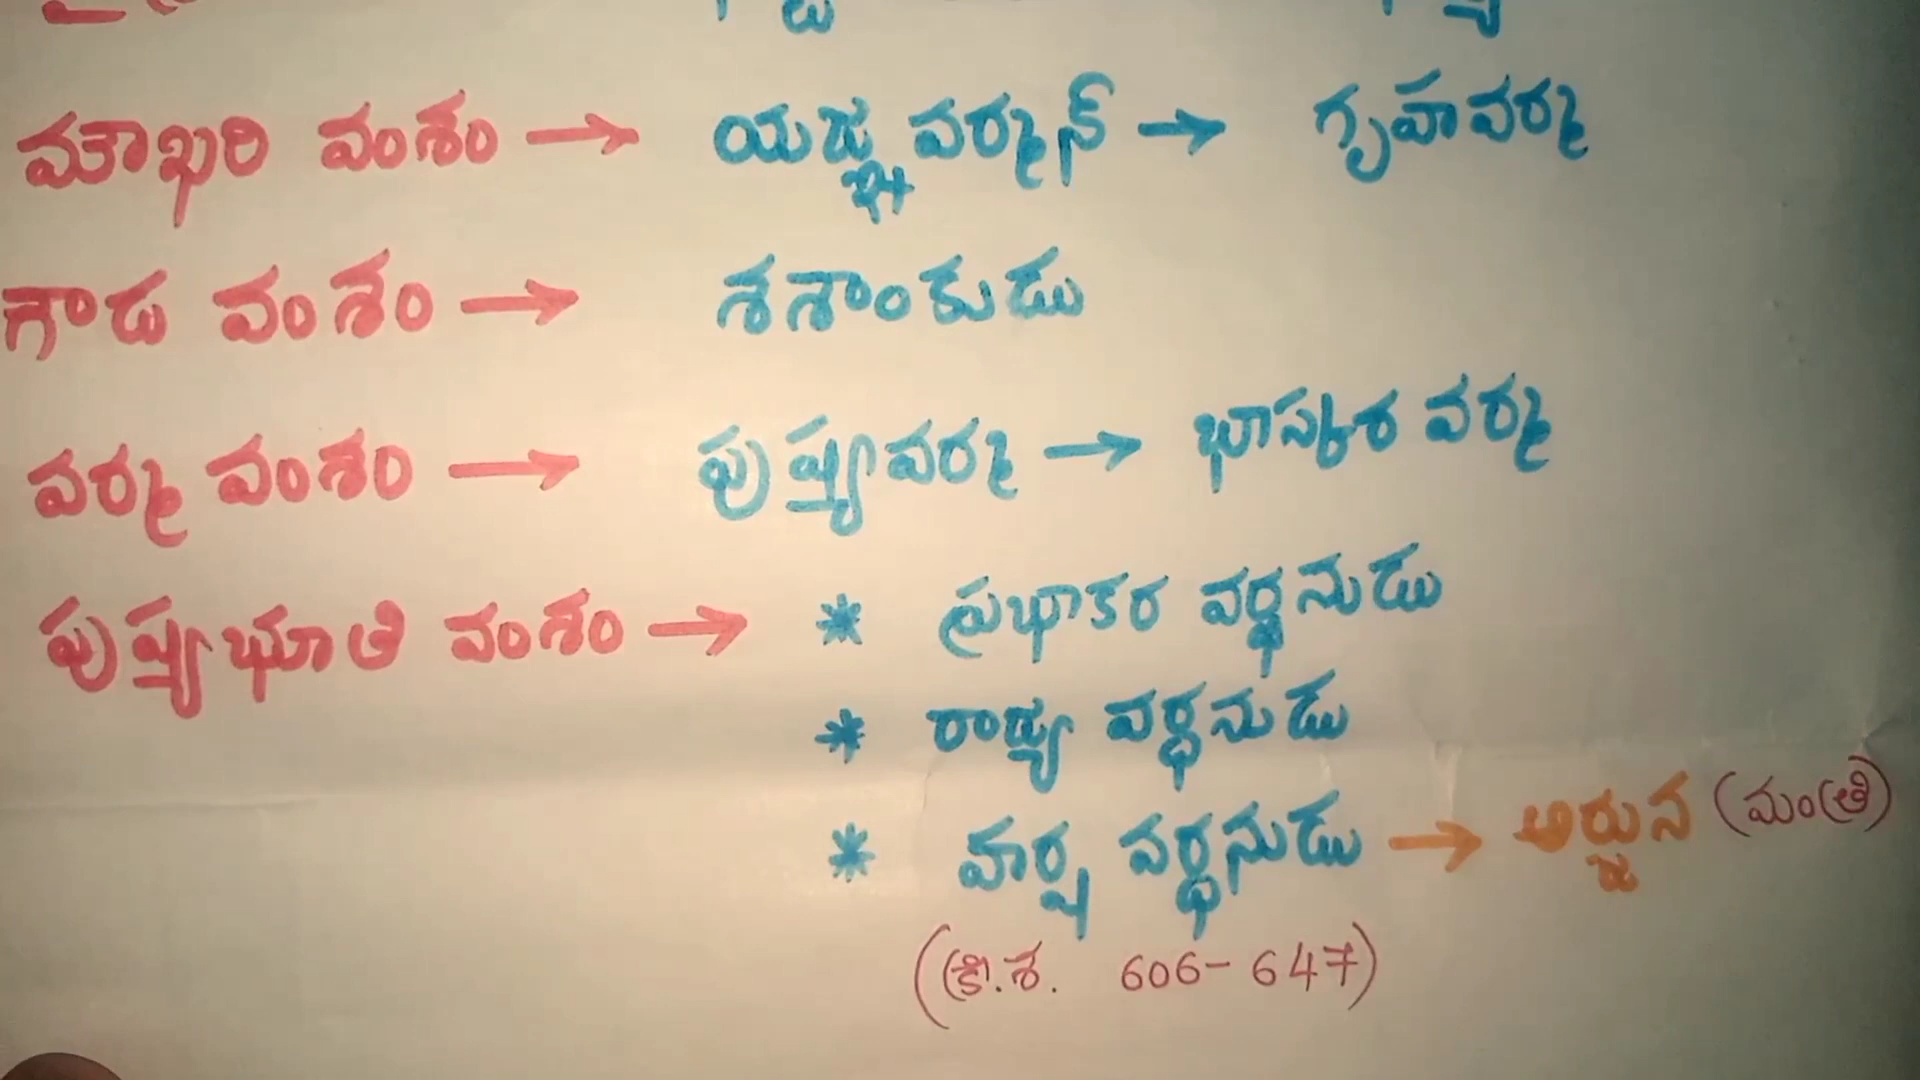 మౌఖరి వంశం → యజ్ఞవర్మన్ → గృహవర్మ
గౌడ వంశం → శశాంకుడు
వర్మ వంశం → పుష్యవర్మ → భాస్కర వర్మ
పుష్యభూతి వంశం → * ప్రభాకర వర్ధనుడు
* రాజ్య వర్ధనుడు
* హర్ష వర్ధనుడు → అర్జున (మంత్రి)
(క్రీ.శ. 606-647)